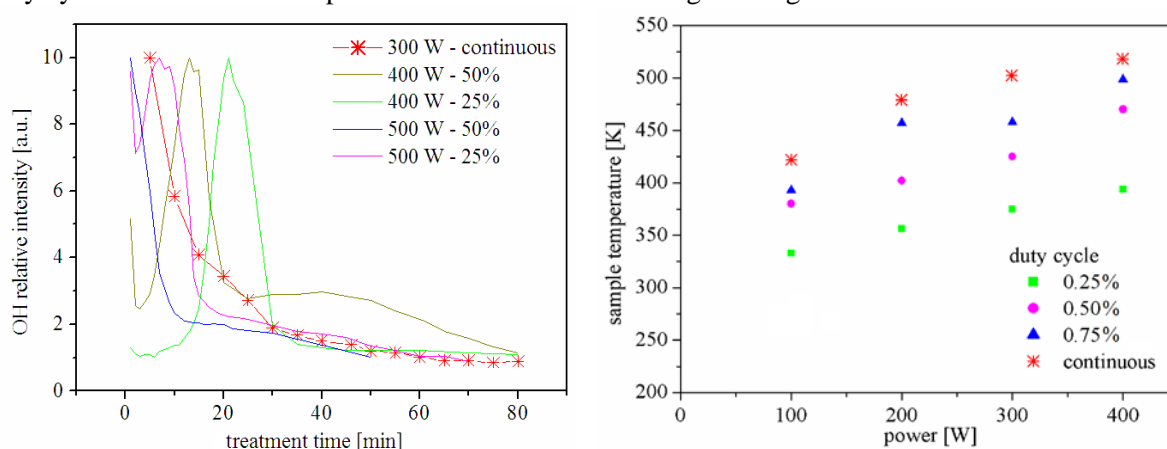 OH relative intensity [a.u.]
10
8
6
4
2
0
0
20
40
60
80
treatment time [min]
300 W - continuous
400 W - 50%
400 W - 25%
500 W - 50%
500 W - 25%
sample temperature [K]
550
500
450
400
350
300
250
200
0
100
200
300
400
power [W]
duty cycle
0.25%
0.50%
0.75%
continuous